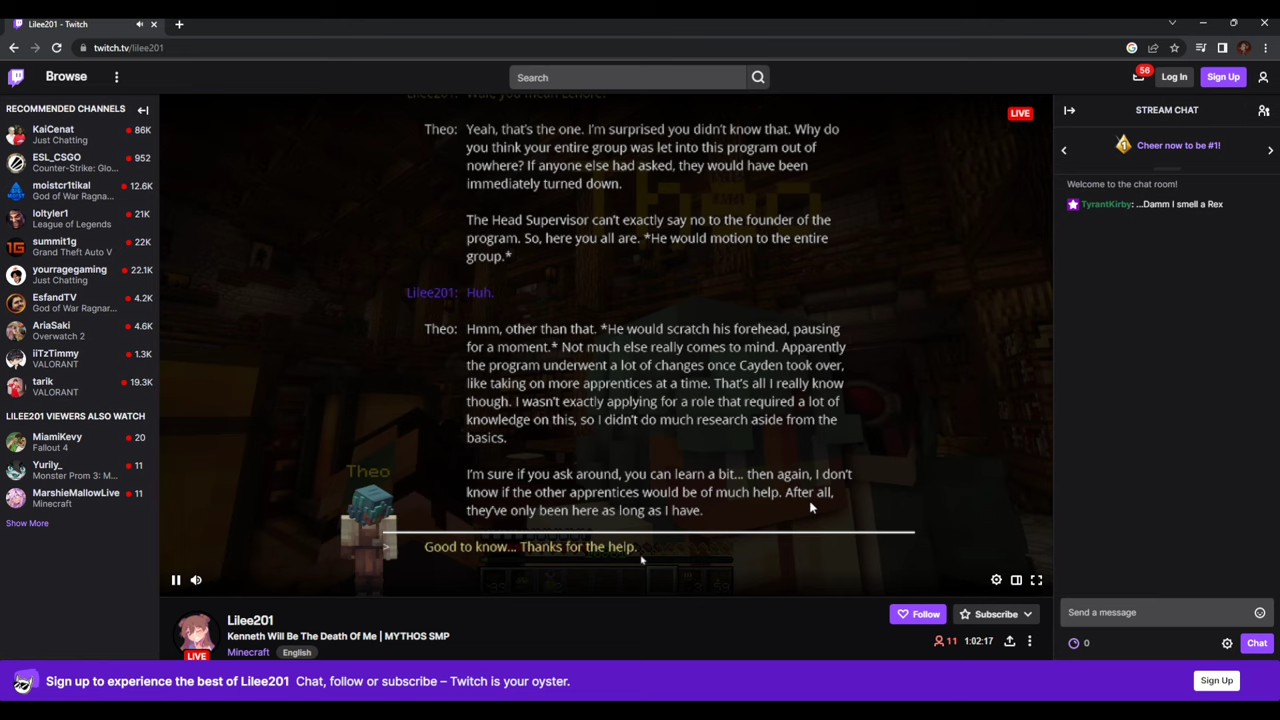 Lilee201 - Twitch
twitch.tv/lilee201
56
Browse
Search
Log In
Sign Up
RECOMMENDED CHANNELS
KaiCenat
86K
Just Chatting
ESL_CSGO
952
Counter-Strike: Glo...
moistcr1tikal
12.6K
God of War Ragna...
loltyler1
21K
League of Legends
summit1g
22K
Grand Theft Auto V
yourragegaming
22.1K
Just Chatting
EsfandTV
4.2K
God of War Ragnar...
AriaSaki
4.6K
Overwatch 2
iiTzTimmy
1.3K
VALORANT
tarik
19.3K
VALORANT
LILEE201 VIEWERS ALSO WATCH
MiamiKevy
20
Fallout 4
Yurily_
11
Monster Prom 3: M...
MarshieMallowLive
11
Minecraft
Show More
LIVE
Lilee201: Wait, you mean Lenore?
Theo: Yeah, that's the one. I'm surprised you didn't know that. Why do
you think your entire group was let into this program out of
nowhere? If anyone else had asked, they would have been
immediately turned down.
The Head Supervisor can't exactly say no to the founder of the
program. So, here you all are. *He would motion to the entire
group.*
Lilee201: Huh.
Theo: Hmm, other than that. *He would scratch his forehead, pausing
for a moment.* Not much else really comes to mind. Apparently
the program underwent a lot of changes once Cayden took over,
like taking on more apprentices at a time. That's all I really know
though. I wasn't exactly applying for a role that required a lot of
knowledge on this, so I didn't do much research aside from the
basics.
I'm sure if you ask around, you can learn a bit... then again, I don't
know if the other apprentices would be of much help. After all,
they've only been here as long as I have.
Theo
> Good to know... Thanks for the help.
STREAM CHAT
1
Cheer now to be #1!
Welcome to the chat room!
TyrantKirby: ...Damm I smell a Rex
Send a message
0
Chat
Lilee201
Kenneth Will Be The Death Of Me | MYTHOS SMP
Minecraft
English
LIVE
Follow
Subscribe
11
1:02:17
Sign up to experience the best of Lilee201 Chat, follow or subscribe – Twitch is your oyster.
Sign Up